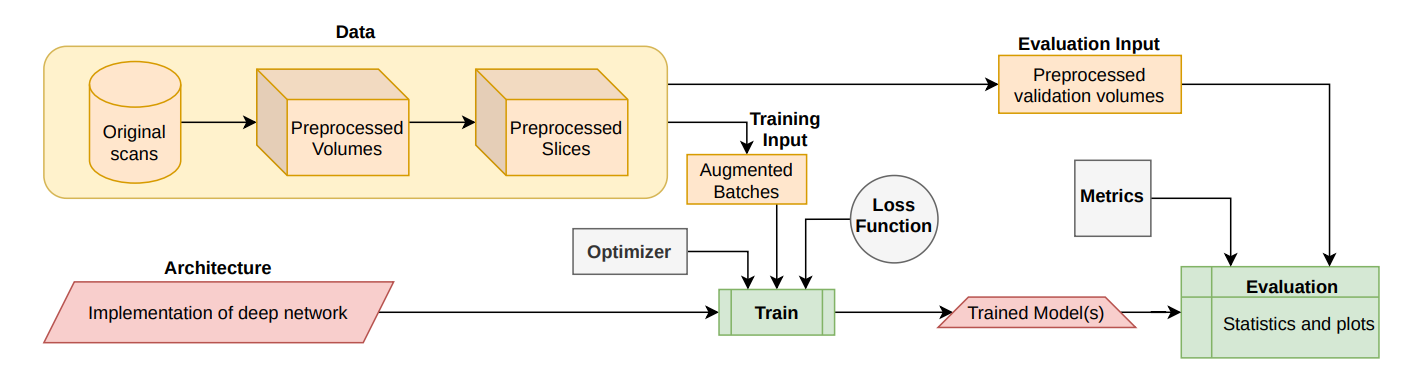 Data
Evaluation Input
Preprocessed
validation volumes
Original
scans
Preprocessed
Volumes
Preprocessed
Slices
Training
Input
Augmented
Batches
Loss
Function
Metrics
Optimizer
Architecture
Implementation of deep network
Train
Trained Model(s)
Evaluation
Statistics and plots